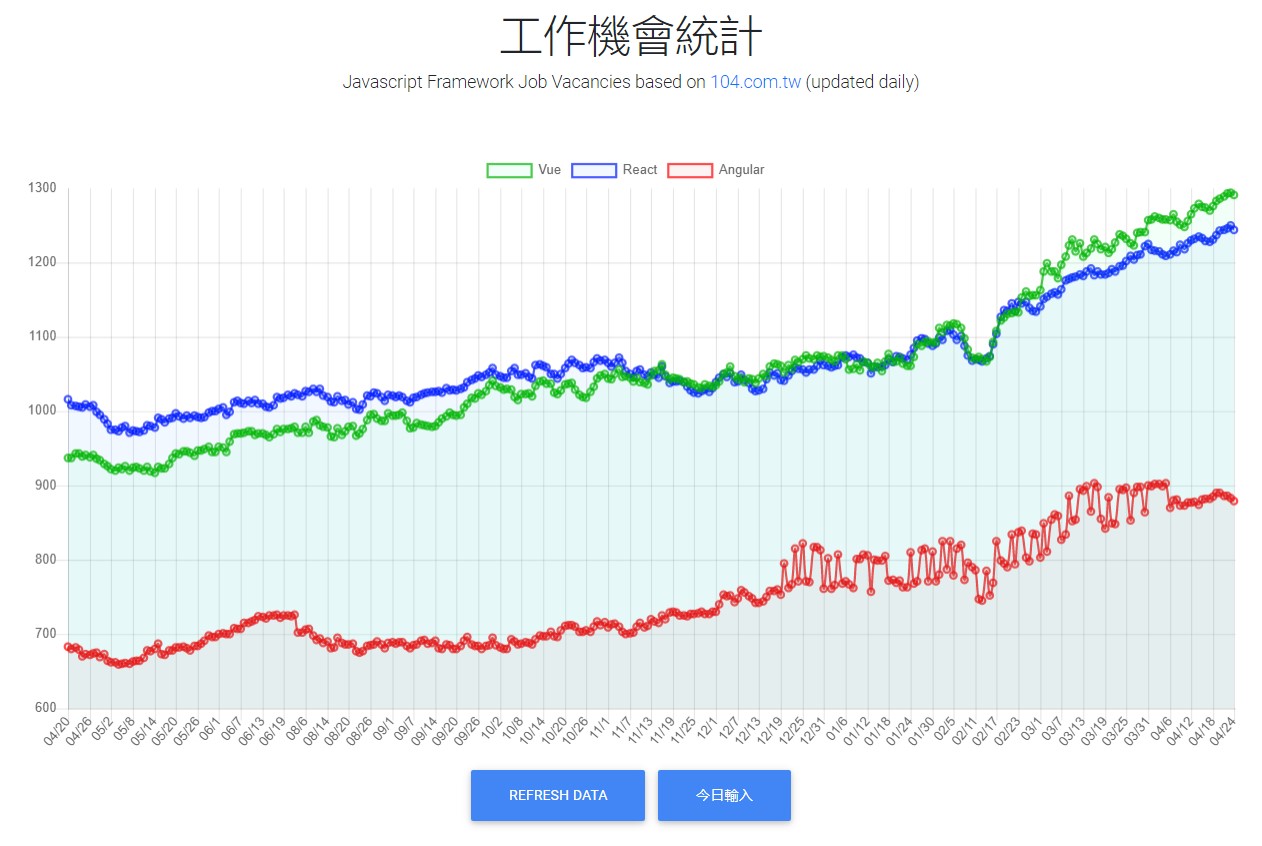 工作機會統計
Javascript Framework Job Vacancies based on 104.com.tw (updated daily)
Vue React Angular
1300
1200
1100
1000
900
800
700
600
04/20 04/26 05/2 05/8 05/14 05/20 05/26 06/1 06/7 06/13 06/19 08/6 08/14 08/20 08/26 09/1 09/7 09/14 09/20 09/26 10/2 10/8 10/14 10/20 10/26 11/1 11/7 11/13 11/19 11/25 12/1 12/7 12/13 12/19 12/25 12/31 01/6 01/12 01/18 01/24 01/30 02/5 02/11 02/17 02/23 03/1 03/7 03/13 03/19 03/25 03/31 04/6 04/12 04/18 04/24
REFRESH DATA 今日輸入